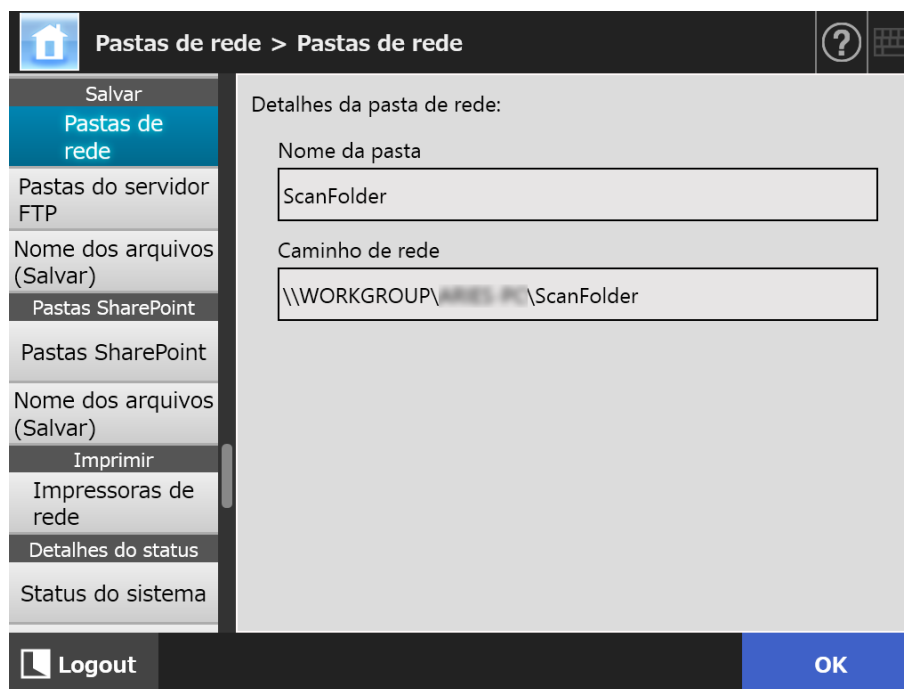 Pastas de rede > Pastas de rede
Salvar
Pastas de
rede
Pastas do servidor
FTP
Nome dos arquivos
(Salvar)
Pastas SharePoint
Pastas SharePoint
Nome dos arquivos
(Salvar)
Imprimir
Impressoras de
rede
Detalhes do status
Status do sistema
Detalhes da pasta de rede:
Nome da pasta
ScanFolder
Caminho de rede
\\WORKGROUP\ \ScanFolder
Logout
OK